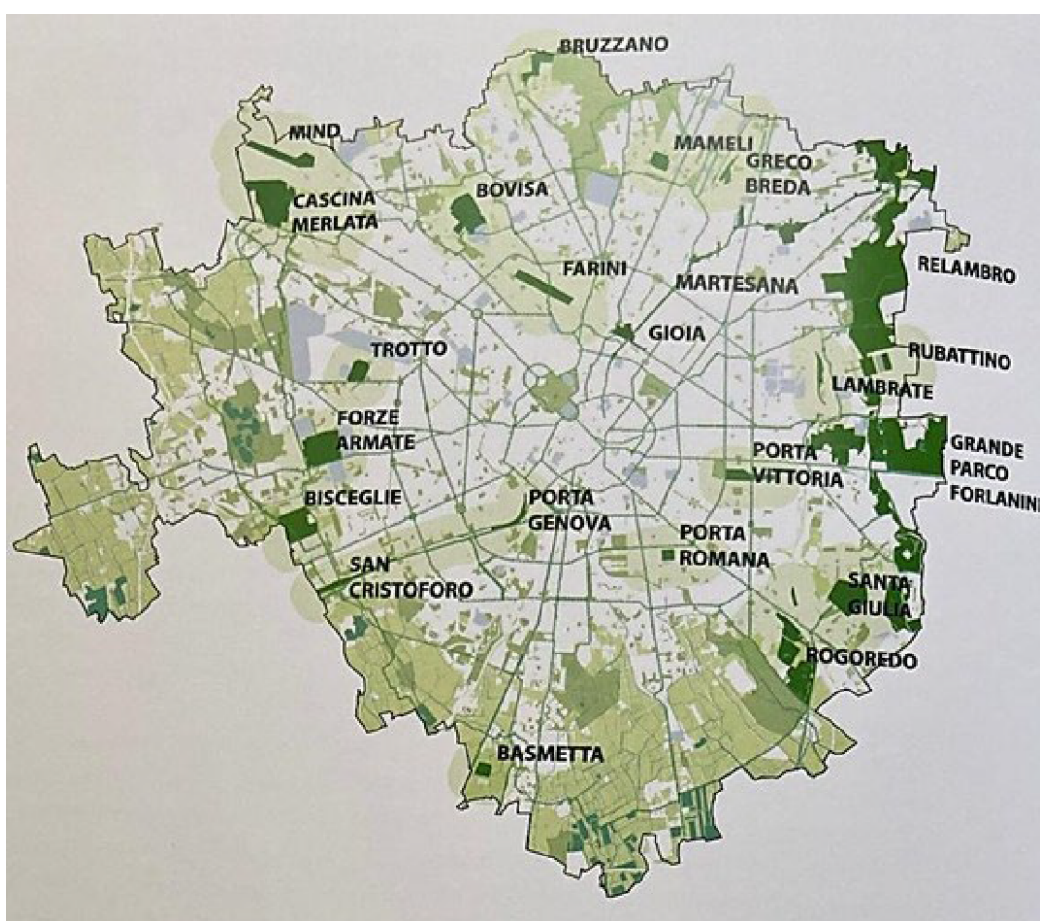 BRUZZANO
MIND
MAMELI
GRECO
BREDA
CASCINA
MERLATA
BOVISA
FARINI
MARTESANA
RELAMBRO
GIOIA
TROTTO
RUBATTINO
LAMBRATE
FORZE
ARMATE
PORTA
VITTORIA
GRANDE
PARCO
FORLANINI
BISCEGLIE
PORTA
GENOVA
PORTA
ROMANA
SAN
CRISTOFORO
SANTA
GIULIA
ROGOREDO
BASMETTA